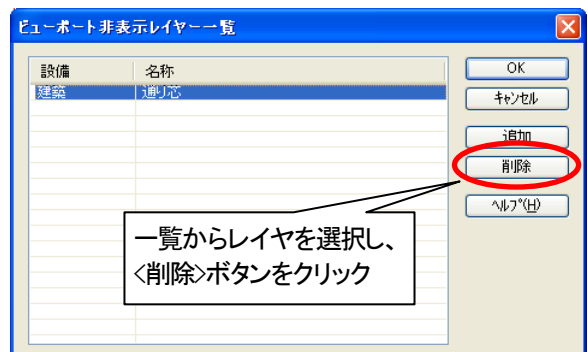 ビューポート非表示レイヤー一覧
設備 名称
建築 通り芯
OK
キャンセル
追加
削除
ヘルプ(H)
一覧からレイヤを選択し、
<削除>ボタンをクリック